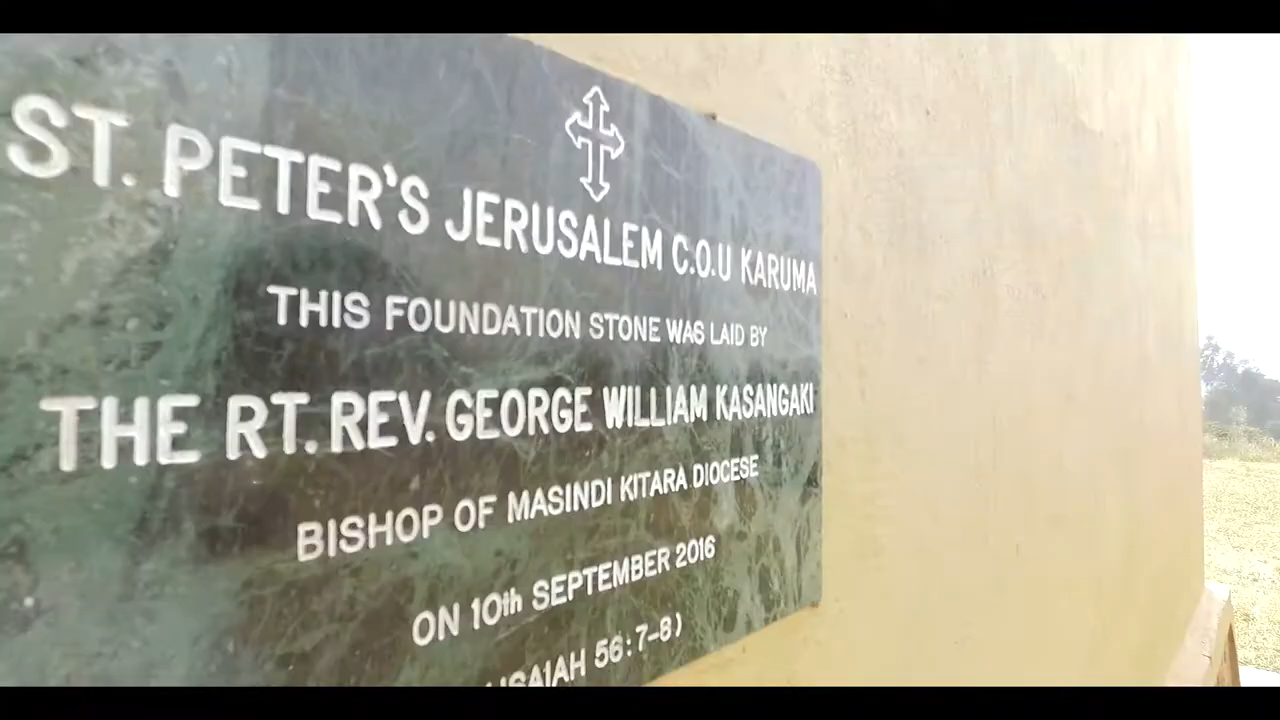 ST. PETER'S JERUSALEM C.O.U KARUMA
THIS FOUNDATION STONE WAS LAID BY
THE RT. REV. GEORGE WILLIAM KASANGAKI
BISHOP OF MASINDI KITARA DIOCESE
ON 10th SEPTEMBER 2016
(ISAIAH 56:7-8)